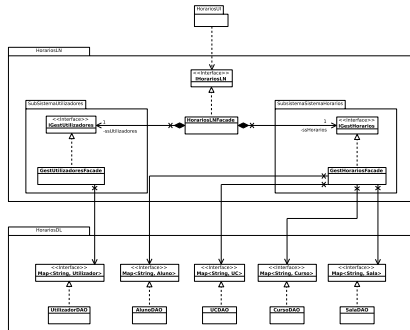 HorariosUI
HorariosLN
<<Interface>>
IHorariosLN
SubSistemaUtilizadores
SubsistemaSistemaHorarios
<<Interface>>
IGestUtilizadores
1
-ssUtilizadores
HorariosLNFacade
1
-ssHorarios
<<Interface>>
IGestHorarios
GestUtilizadoresFacade
GestHorariosFacade
HorariosDL
<<Interface>>
Map<String, Utilizador>
<<Interface>>
Map<String, Aluno>
<<Interface>>
Map<String, UC>
<<Interface>>
Map<String, Curso>
<<Interface>>
Map<String, Sala>
UtilizadorDAO
AlunoDAO
UCDAO
CursoDAO
SalaDAO